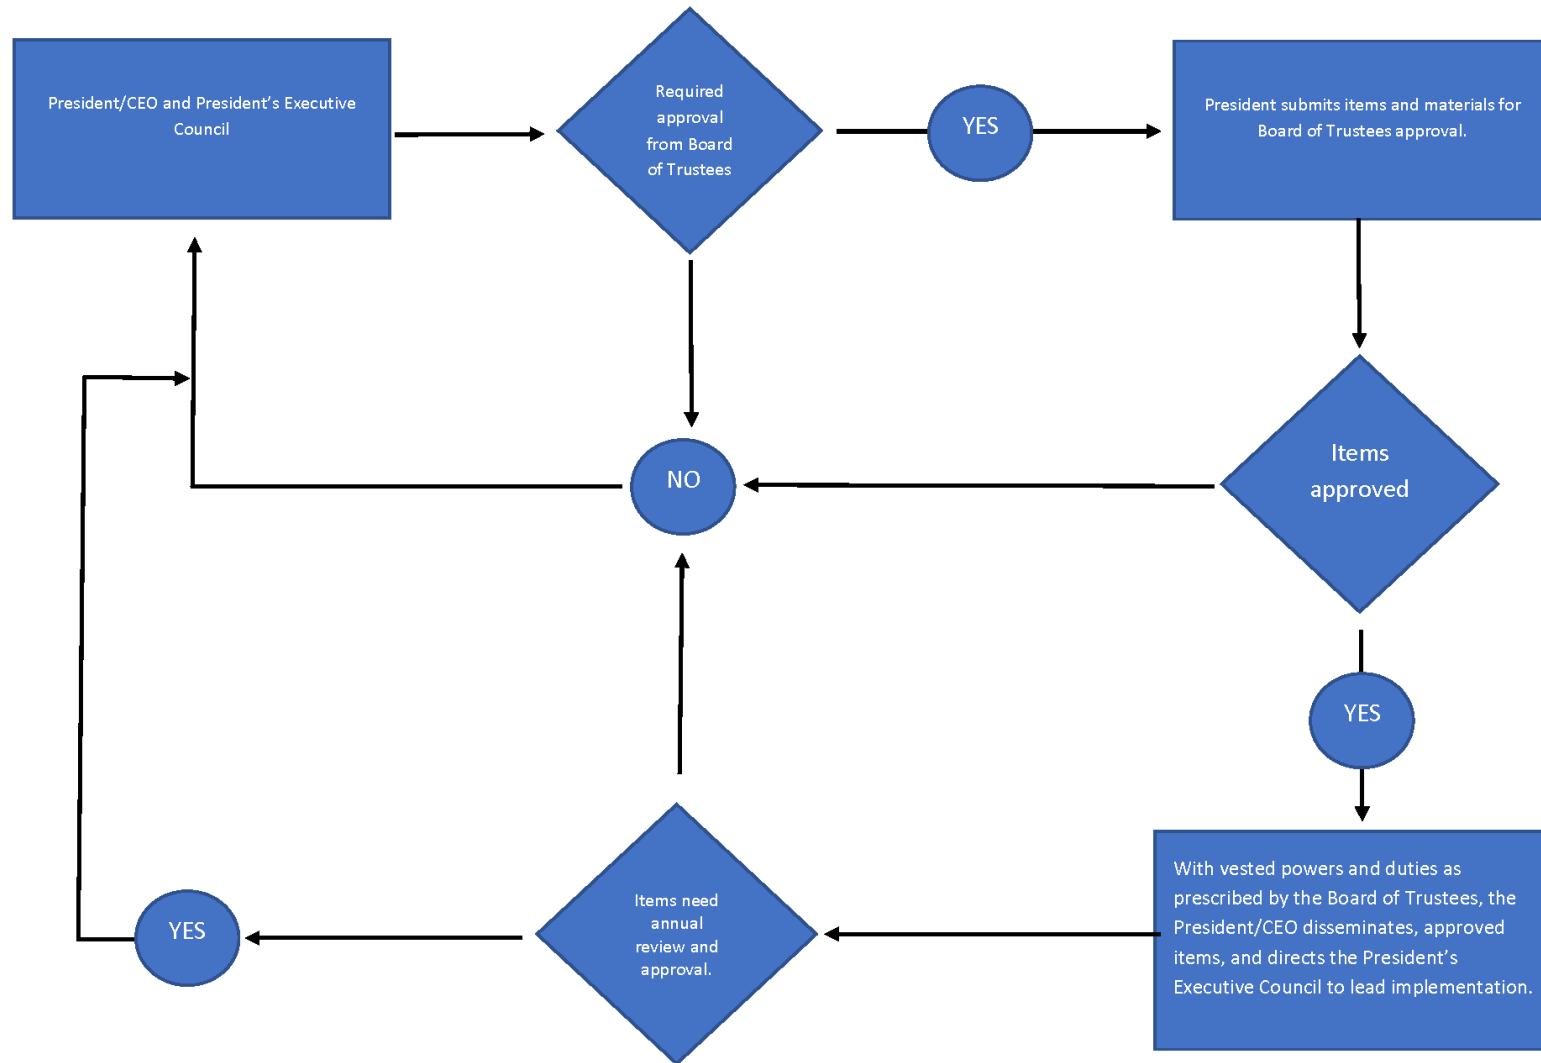 President/CEO and President’s Executive
Council
Required
approval
from Board
of Trustees
YES
President submits items and materials for
Board of Trustees approval.
Items
approved
NO
YES
With vested powers and duties as
prescribed by the Board of Trustees, the
President/CEO disseminates, approved
items, and directs the President’s
Executive Council to lead implementation.
Items need
annual
review and
approval.
YES